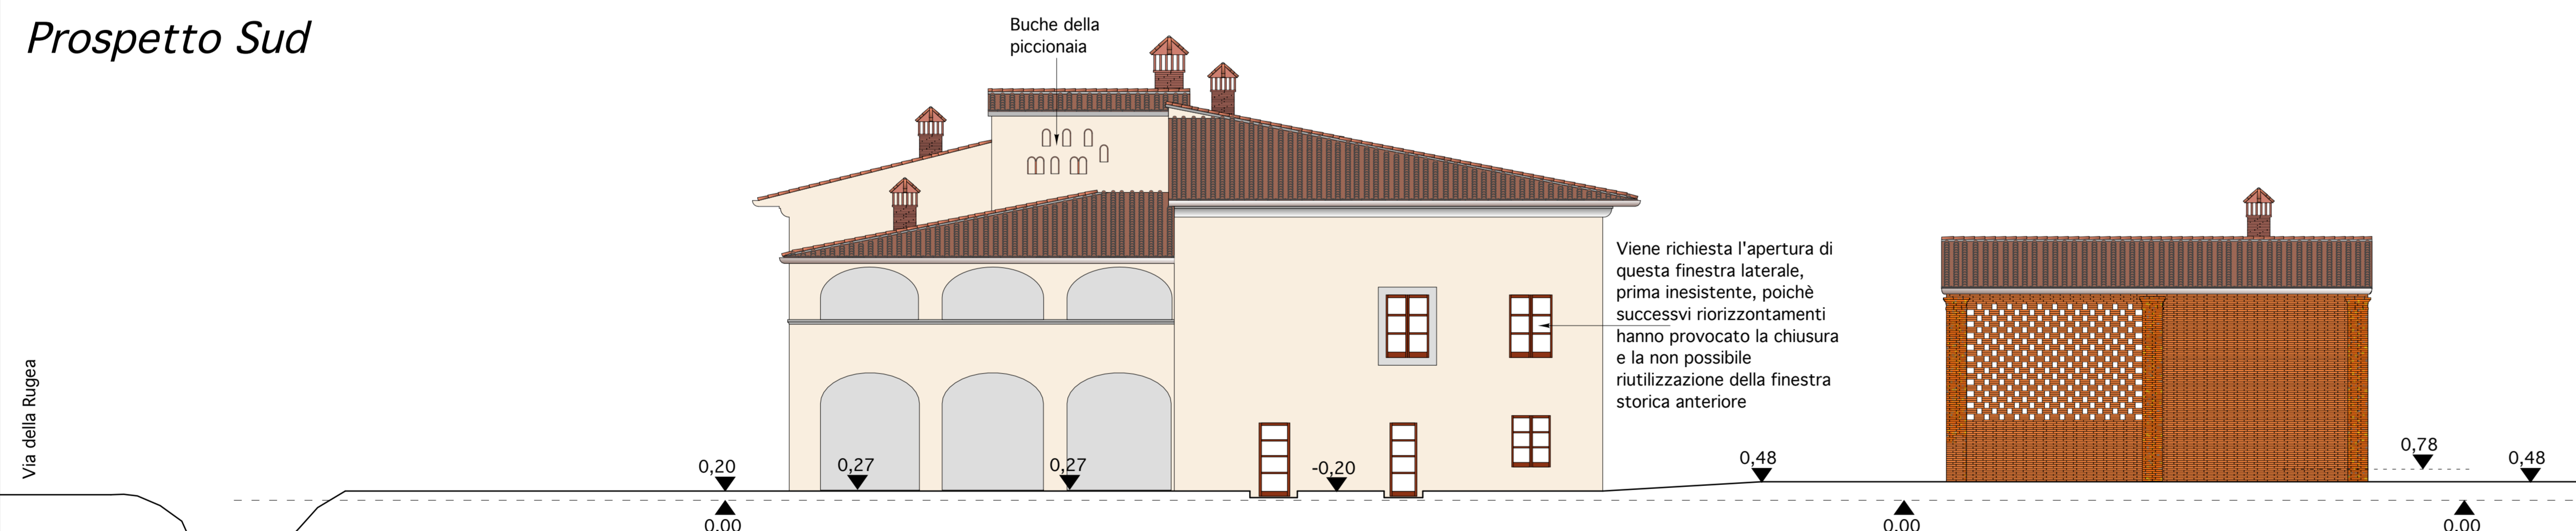 Prospetto Sud
Buche della
piccionaia
Viene richiesta l'apertura di
questa finestra laterale,
prima inesistente, poichè
successvi riorizzontamenti
hanno provocato la chiusura
e la non possibile
riutilizzazione della finestra
storica anteriore
Via della Rugea
0,20
0,27
0,27
-0,20
0,48
0,78
0,48
0,00
0,00
0,00